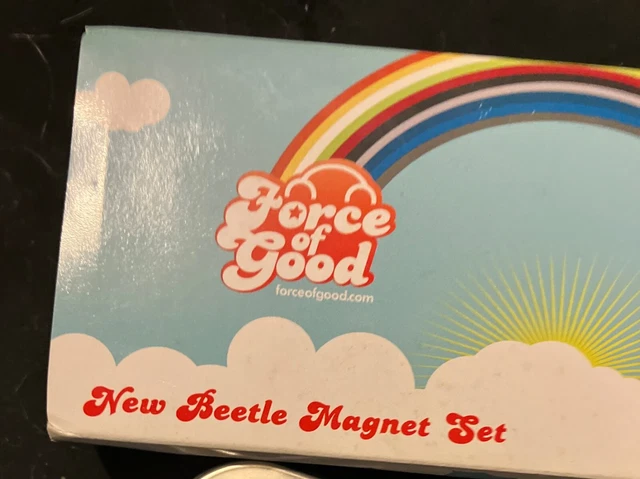 Force
of
Good
forceofgood.com
New Beetle Magnet Set